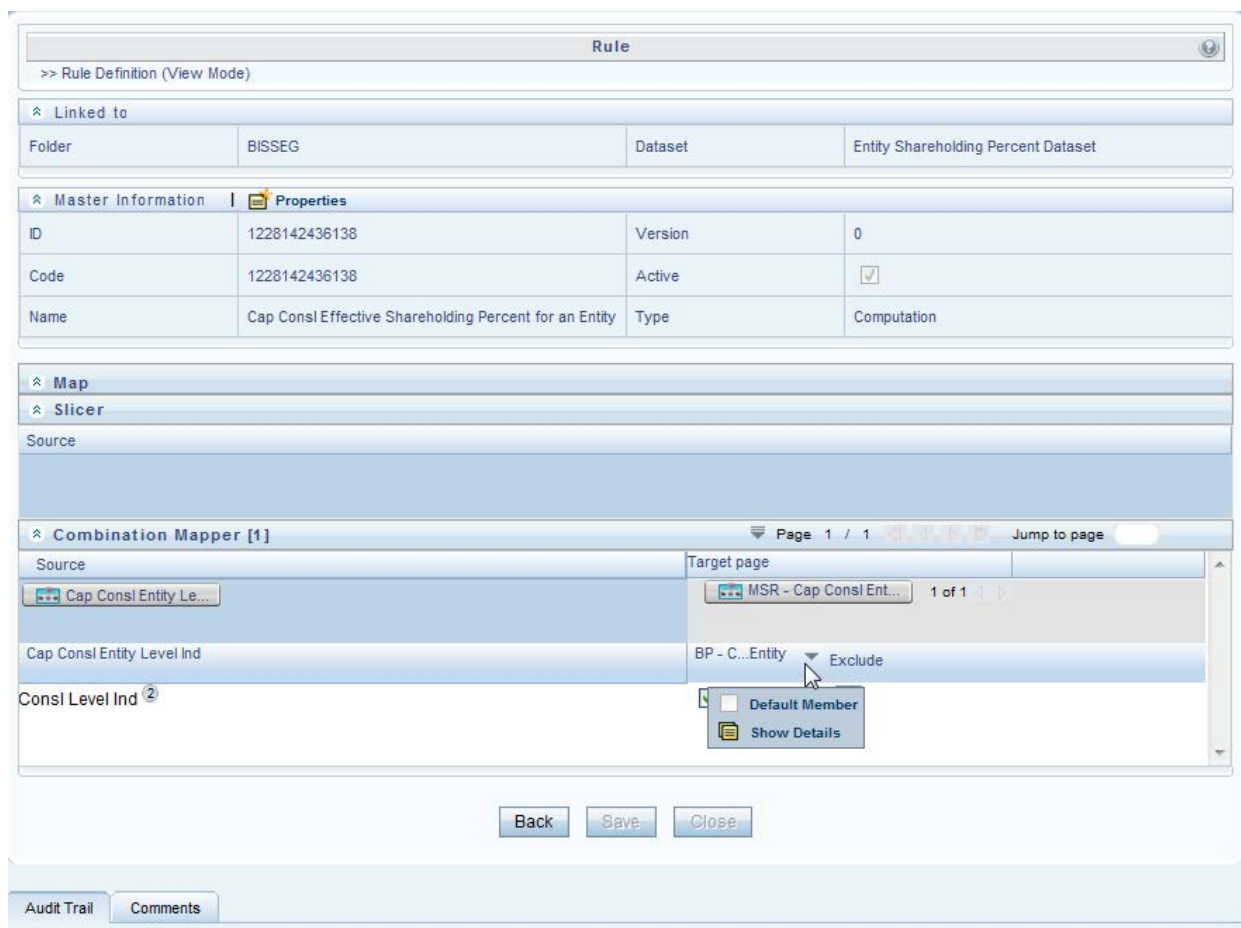 Rule
>> Rule Definition (View Mode)
Linked to
Folder BISSEG Dataset Entity Shareholding Percent Dataset
Master Information | Properties
ID 1228142436138 Version 0
Code 1228142436138 Active
Name Cap Consl Effective Shareholding Percent for an Entity Type Computation
Map
Slicer
Source
Combination Mapper [1] Page 1 / 1 Jump to page
Source Target page
Cap Consl Entity Le... MSR - Cap Consl Ent... 1 of 1
Cap Consl Entity Level Ind BP - C...Entity Exclude
Consl Level Ind 2
Default Member
Show Details
Back Save Close
Audit Trail Comments